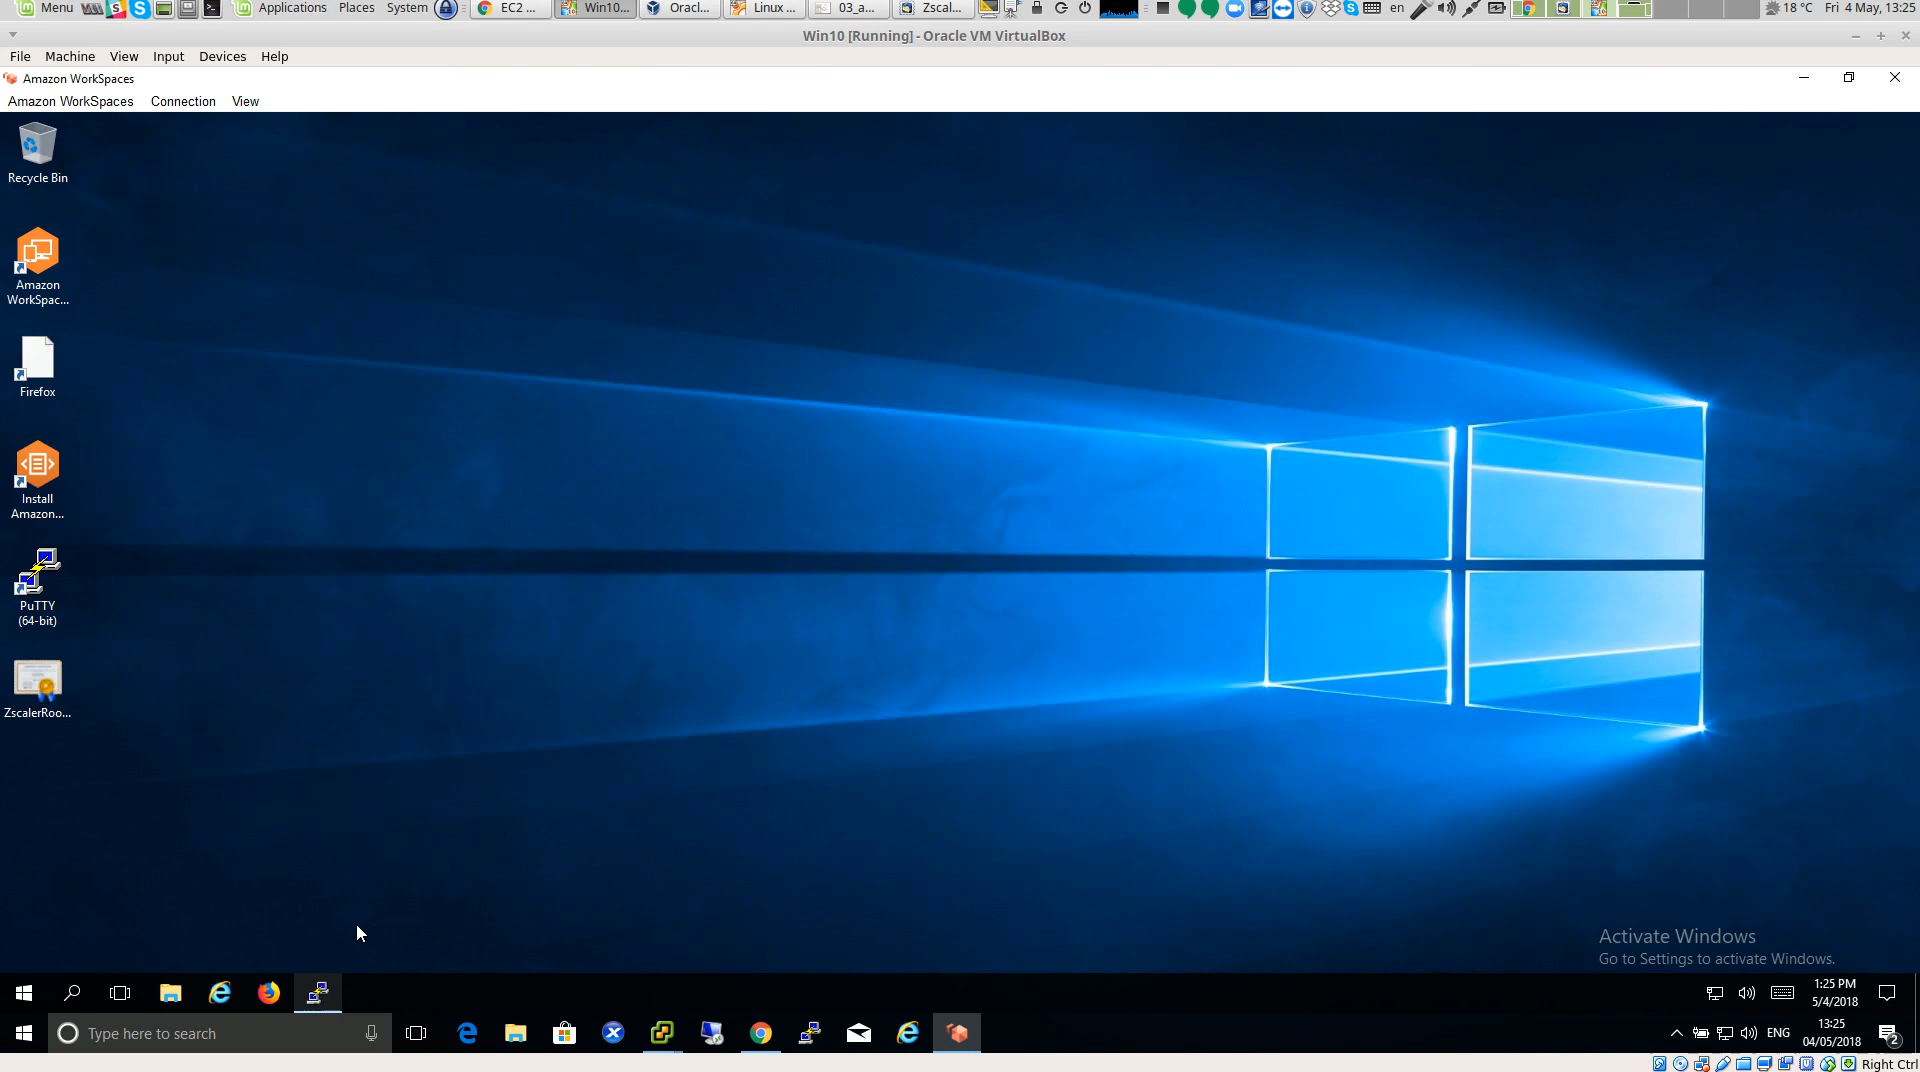 Menu Applications Places System EC2 ... Win10... Oracl... Linux ... 03_a... Zscal... en 18 °C Fri 4 May, 13:25
Win10 [Running] - Oracle VM VirtualBox
File Machine View Input Devices Help
Amazon WorkSpaces
Amazon WorkSpaces Connection View
Recycle Bin
Amazon
WorkSpac...
Firefox
Install
Amazon...
PuTTY
(64-bit)
ZscalerRoo...
Activate Windows
Go to Settings to activate Windows.
1:25 PM
5/4/2018
Type here to search
ENG
13:25
04/05/2018
2
Right Ctrl